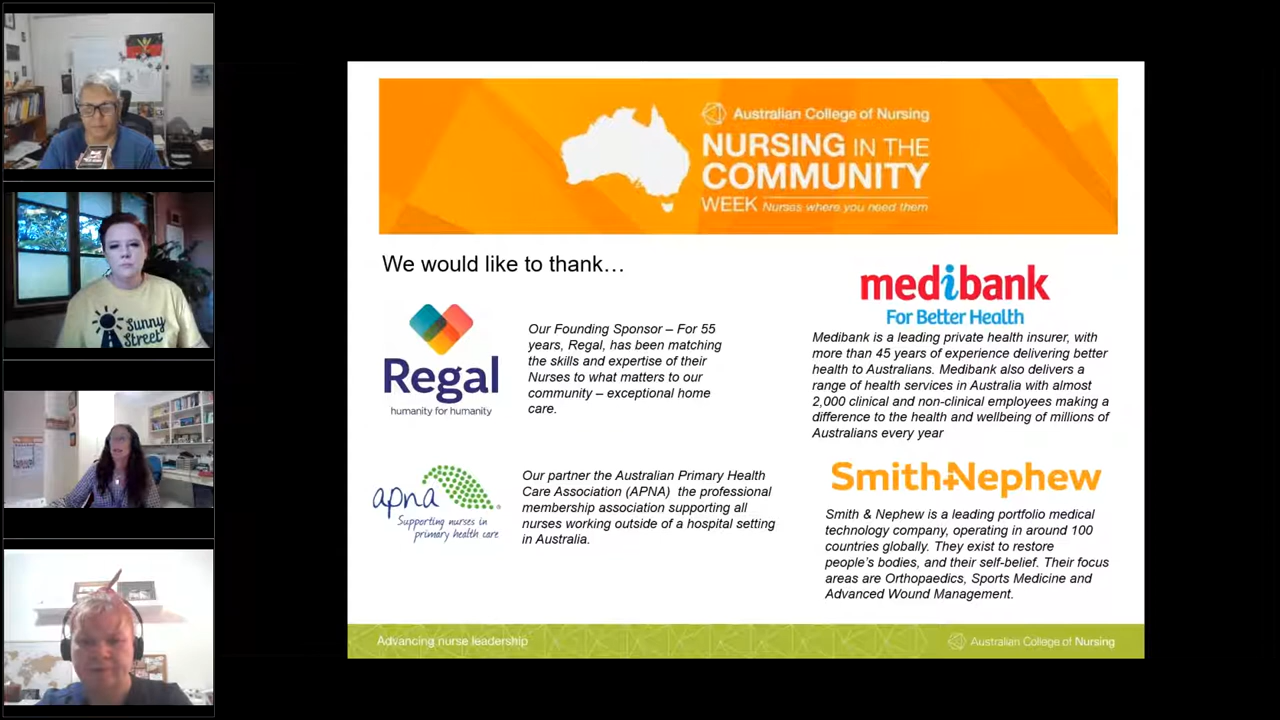 Sunny
Street
Australian College of Nursing
NURSING IN THE
COMMUNITY
WEEK Nurses where you need them
We would like to thank…
Regal
humanity for humanity
Our Founding Sponsor – For 55
years, Regal, has been matching
the skills and expertise of their
Nurses to what matters to our
community – exceptional home
care.
medibank
For Better Health
Medibank is a leading private health insurer, with
more than 45 years of experience delivering better
health to Australians. Medibank also delivers a
range of health services in Australia with almost
2,000 clinical and non-clinical employees making a
difference to the health and wellbeing of millions of
Australians every year
apna
Supporting nurses in
primary health care
Our partner the Australian Primary Health
Care Association (APNA) the professional
membership association supporting all
nurses working outside of a hospital setting
in Australia.
Smith+Nephew
Smith & Nephew is a leading portfolio medical
technology company, operating in around 100
countries globally. They exist to restore
people's bodies, and their self-belief. Their focus
areas are Orthopaedics, Sports Medicine and
Advanced Wound Management.
Advancing nurse leadership
Australian College of Nursing